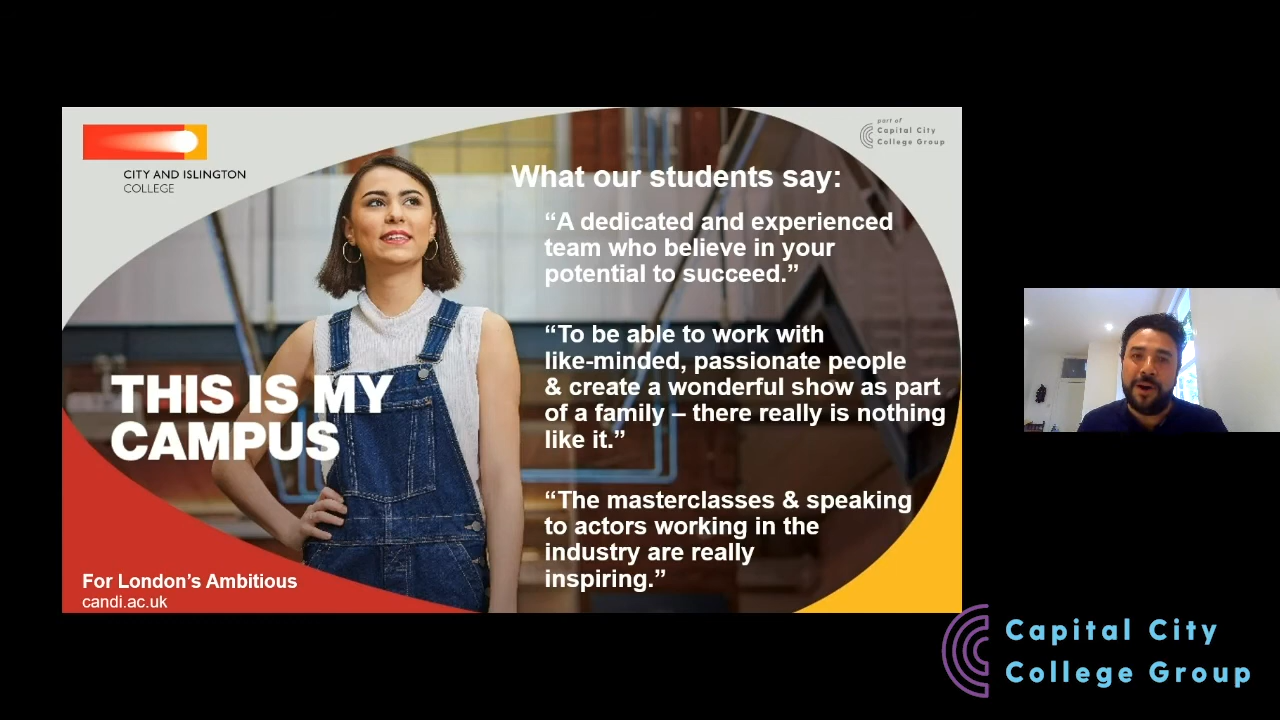 CITY AND ISLINGTON
COLLEGE
part of
Capital City
College Group
What our students say:
“A dedicated and experienced
team who believe in your
potential to succeed.”
“To be able to work with
like-minded, passionate people
& create a wonderful show as part
of a family – there really is nothing
like it.”
“The masterclasses & speaking
to actors working in the
industry are really
inspiring.”
THIS IS MY
CAMPUS
For London’s Ambitious
candi.ac.uk
Capital City
College Group